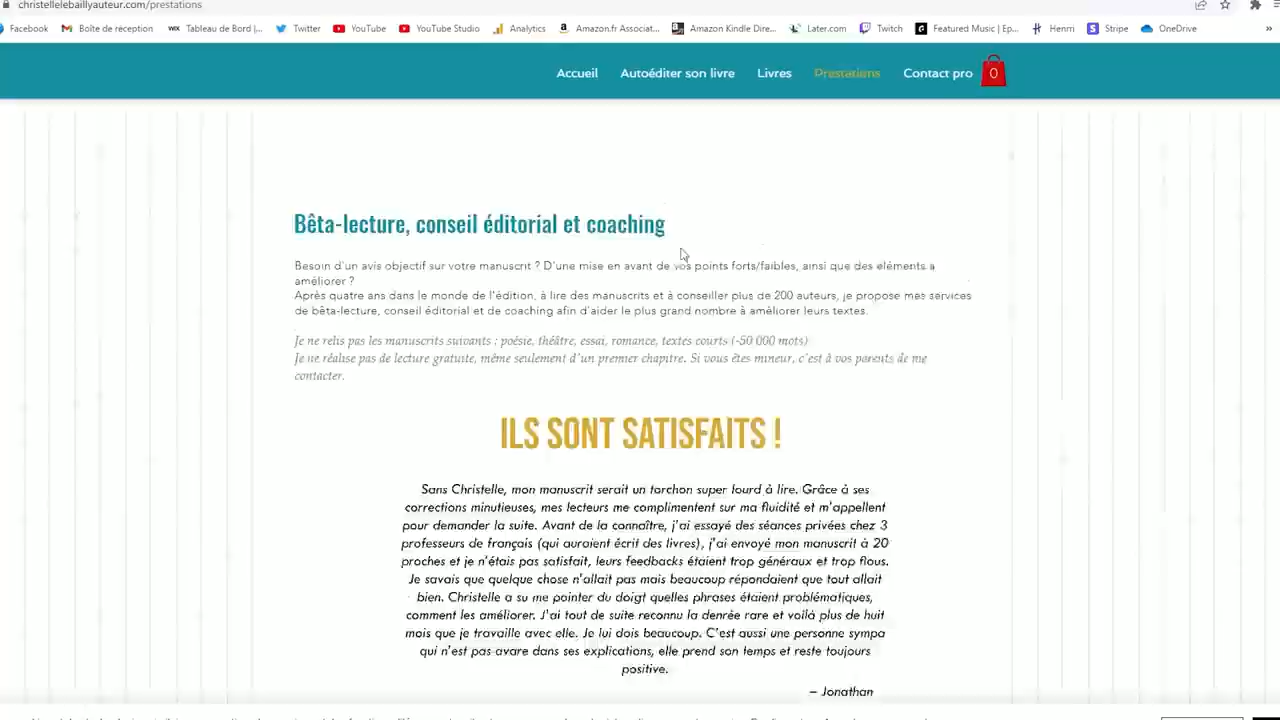 christellelebaillyauteur.com/prestations
Facebook Boîte de réception Tableau de Bord |... Twitter YouTube YouTube Studio Analytics Amazon.fr Associat... Amazon Kindle Dire... Later.com Twitch Featured Music | Ep... Henrri Stripe OneDrive »
Accueil Autoéditer son livre Livres Prestations Contact pro 0
Bêta-lecture, conseil éditorial et coaching
Besoin d'un avis objectif sur votre manuscrit ? D'une mise en avant de vos points forts/faibles, ainsi que des éléments à
améliorer ?
Après quatre ans dans le monde de l'édition, à lire des manuscrits et à conseiller plus de 200 auteurs, je propose mes services
de bêta-lecture, conseil éditorial et de coaching afin d'aider le plus grand nombre à améliorer leurs textes.
Je ne relis pas les manuscrits suivants : poésie, théâtre, essai, romance, textes courts (-50 000 mots)
Je ne réalise pas de lecture gratuite, même seulement d'un premier chapitre. Si vous êtes mineur, c'est à vos parents de me
contacter.
ILS SONT SATISFAITS !
Sans Christelle, mon manuscrit serait un torchon super lourd à lire. Grâce à ses
corrections minutieuses, mes lecteurs me complimentent sur ma fluidité et m'appellent
pour demander la suite. Avant de la connaître, j'ai essayé des séances privées chez 3
professeurs de français (qui auraient écrit des livres), j'ai envoyé mon manuscrit à 20
proches et je n'étais pas satisfait, leurs feedbacks étaient trop généraux et trop flous.
Je savais que quelque chose n'allait pas mais beaucoup répondaient que tout allait
bien. Christelle a su me pointer du doigt quelles phrases étaient problématiques,
comment les améliorer. J'ai tout de suite reconnu la denrée rare et voilà plus de huit
mois que je travaille avec elle. Je lui dois beaucoup. C'est aussi une personne sympa
qui n'est pas avare dans ses explications, elle prend son temps et reste toujours
positive.
– Jonathan